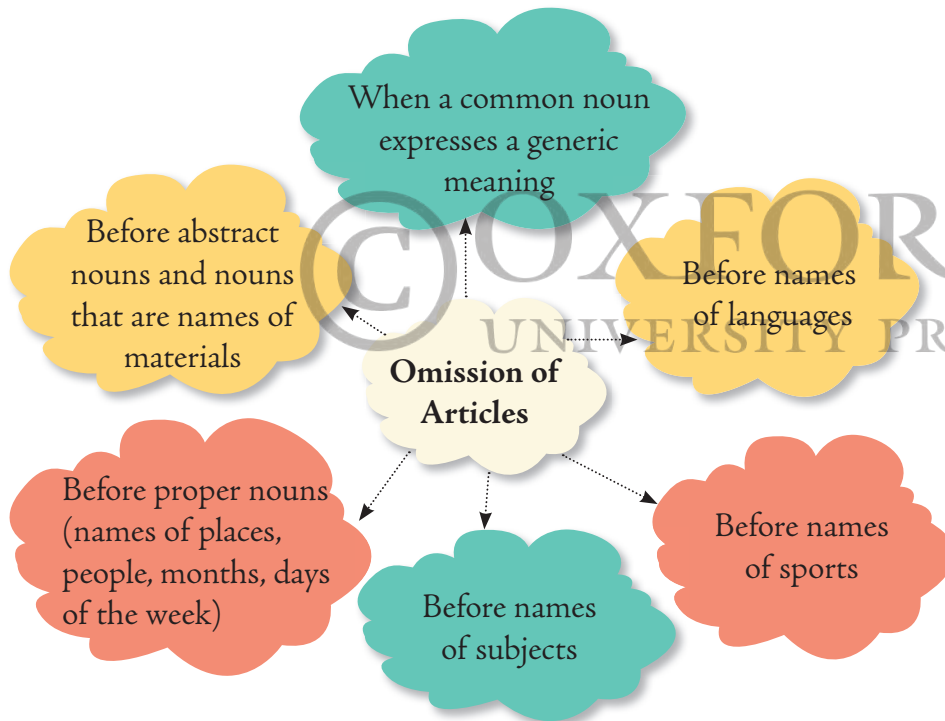 When a common noun
expresses a generic
meaning
Before abstract
nouns and nouns
that are names of
materials
Before names
of languages
Omission of
Articles
Before proper nouns
(names of places,
people, months, days
of the week)
Before names
of subjects
Before names
of sports
© OXFOR
UNIVERSITY PR